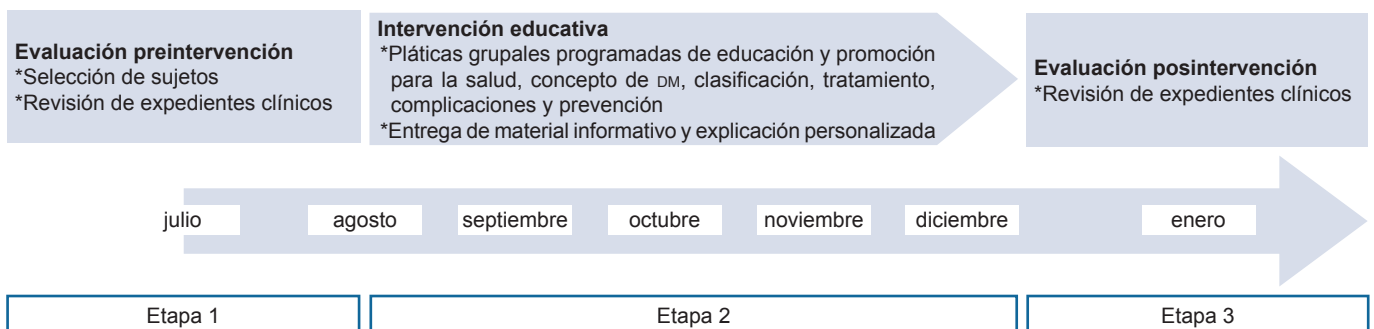 Evaluación preintervención
*Selección de sujetos
*Revisión de expedientes clínicos
Intervención educativa
*Pláticas grupales programadas de educación y promoción
para la salud, concepto de DM, clasificación, tratamiento,
complicaciones y prevención
*Entrega de material informativo y explicación personalizada
Evaluación posintervención
*Revisión de expedientes clínicos
julio agosto septiembre octubre noviembre diciembre enero
Etapa 1 Etapa 2 Etapa 3